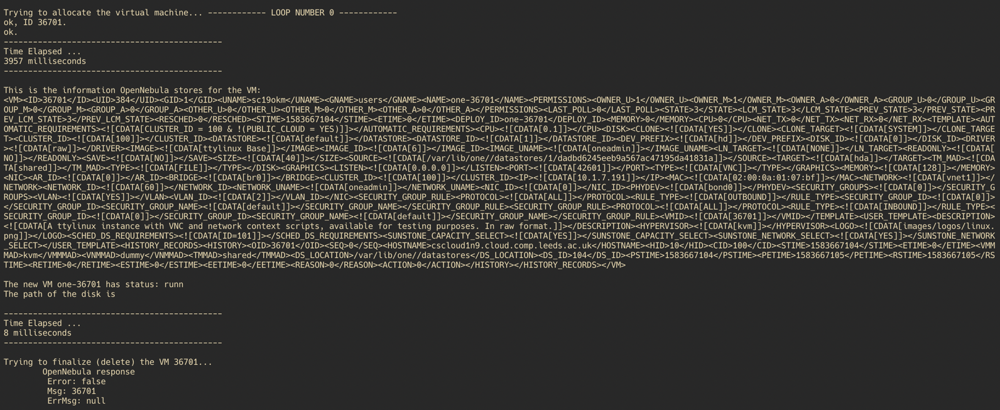 Trying to allocate the virtual machine... ------------ LOOP NUMBER 0 ------------
ok, ID 36701.
ok.
---------------------------------------------
Time Elapsed ...
3957 milliseconds
---------------------------------------------
This is the information OpenNebula stores for the VM:
<VM><ID>36701</ID><UID>384</UID><GID>1</GID><UNAME>sc19okm</UNAME><GNAME>users</GNAME><NAME>one-36701</NAME><PERMISSIONS><OWNER_U>1</OWNER_U><OWNER_M>1</OWNER_M><OWNER_A>0</OWNER_A><GROUP_U>0</GROUP_U><GR
OUP_M>0</GROUP_M><GROUP_A>0</GROUP_A><OTHER_U>0</OTHER_U><OTHER_M>0</OTHER_M><OTHER_A>0</OTHER_A></PERMISSIONS><LAST_POLL>0</LAST_POLL><STATE>3</STATE><LCM_STATE>3</LCM_STATE><PREV_STATE>3</PREV_STATE><PR
EV_LCM_STATE>3</PREV_LCM_STATE><RESCHED>0</RESCHED><STIME>1583667104</STIME><ETIME>0</ETIME><DEPLOY_ID>one-36701</DEPLOY_ID><MEMORY>0</MEMORY><CPU>0</CPU><NET_TX>0</NET_TX><NET_RX>0</NET_RX><TEMPLATE><AUT
OMATIC_REQUIREMENTS><![CDATA[CLUSTER_ID = 100 & !(PUBLIC_CLOUD = YES)]]></AUTOMATIC_REQUIREMENTS><CPU><![CDATA[0.1]]></CPU><DISK><CLONE><![CDATA[YES]]></CLONE><CLONE_TARGET><![CDATA[SYSTEM]]></CLONE_TARGE
T><CLUSTER_ID><![CDATA[100]]></CLUSTER_ID><DATASTORE><![CDATA[default]]></DATASTORE><DATASTORE_ID><![CDATA[1]]></DATASTORE_ID><DEV_PREFIX><![CDATA[hd]]></DEV_PREFIX><DISK_ID><![CDATA[0]]></DISK_ID><DRIVER
><![CDATA[raw]]></DRIVER><IMAGE><![CDATA[ttylinux Base]]></IMAGE><IMAGE_ID><![CDATA[6]]></IMAGE_ID><IMAGE_UNAME><![CDATA[oneadmin]]></IMAGE_UNAME><LN_TARGET><![CDATA[NONE]]></LN_TARGET><READONLY><![CDATA[
NO]]></READONLY><SAVE><![CDATA[NO]]></SAVE><SIZE><![CDATA[40]]></SIZE><SOURCE><![CDATA[/var/lib/one//datastores/1/dadbd6245eeb9a567ac47195da41831a]]></SOURCE><TARGET><![CDATA[hda]]></TARGET><TM_MAD><![CDA
TA[shared]]></TM_MAD><TYPE><![CDATA[FILE]]></TYPE></DISK><GRAPHICS><LISTEN><![CDATA[0.0.0.0]]></LISTEN><PORT><![CDATA[42601]]></PORT><TYPE><![CDATA[VNC]]></TYPE></GRAPHICS><MEMORY><![CDATA[128]]></MEMORY>
<NIC><AR_ID><![CDATA[0]]></AR_ID><BRIDGE><![CDATA[br0]]></BRIDGE><CLUSTER_ID><![CDATA[100]]></CLUSTER_ID><IP><![CDATA[10.1.7.191]]></IP><MAC><![CDATA[02:00:0a:01:07:bf]]></MAC><NETWORK><![CDATA[vnet1]]></
NETWORK><NETWORK_ID><![CDATA[60]]></NETWORK_ID><NETWORK_UNAME><![CDATA[oneadmin]]></NETWORK_UNAME><NIC_ID><![CDATA[0]]></NIC_ID><PHYDEV><![CDATA[bond0]]></PHYDEV><SECURITY_GROUPS><![CDATA[0]]></SECURITY_G
ROUPS><VLAN><![CDATA[YES]]></VLAN><VLAN_ID><![CDATA[2]]></VLAN_ID></NIC><SECURITY_GROUP_RULE><PROTOCOL><![CDATA[ALL]]></PROTOCOL><RULE_TYPE><![CDATA[OUTBOUND]]></RULE_TYPE><SECURITY_GROUP_ID><![CDATA[0]]>
</SECURITY_GROUP_ID><SECURITY_GROUP_NAME><![CDATA[default]]></SECURITY_GROUP_NAME></SECURITY_GROUP_RULE><SECURITY_GROUP_RULE><PROTOCOL><![CDATA[ALL]]></PROTOCOL><RULE_TYPE><![CDATA[INBOUND]]></RULE_TYPE><
SECURITY_GROUP_ID><![CDATA[0]]></SECURITY_GROUP_ID><SECURITY_GROUP_NAME><![CDATA[default]]></SECURITY_GROUP_NAME></SECURITY_GROUP_RULE><VMID><![CDATA[36701]]></VMID></TEMPLATE><USER_TEMPLATE><DESCRIPTION>
<![CDATA[A ttylinux instance with VNC and network context scripts, available for testing purposes. In raw format.]]></DESCRIPTION><HYPERVISOR><![CDATA[kvm]]></HYPERVISOR><LOGO><![CDATA[images/logos/linux.
png]]></LOGO><SCHED_DS_REQUIREMENTS><![CDATA[ID=101]]></SCHED_DS_REQUIREMENTS><SUNSTONE_CAPACITY_SELECT><![CDATA[YES]]></SUNSTONE_CAPACITY_SELECT><SUNSTONE_NETWORK_SELECT><![CDATA[YES]]></SUNSTONE_NETWORK
_SELECT></USER_TEMPLATE><HISTORY_RECORDS><HISTORY><OID>36701</OID><SEQ>0</SEQ><HOSTNAME>cscloud1n9.cloud.comp.leeds.ac.uk</HOSTNAME><HID>10</HID><CID>100</CID><STIME>1583667104</STIME><ETIME>0</ETIME><VMM
MAD>kvm</VMMMAD><VNMMAD>dummy</VNMMAD><TMMAD>shared</TMMAD><DS_LOCATION>/var/lib/one//datastores</DS_LOCATION><DS_ID>104</DS_ID><PSTIME>1583667104</PSTIME><PETIME>1583667105</PETIME><RSTIME>1583667105</RS
TIME><RETIME>0</RETIME><ESTIME>0</ESTIME><EETIME>0</EETIME><REASON>0</REASON><ACTION>0</ACTION></HISTORY></HISTORY_RECORDS></VM>
The new VM one-36701 has status: runn
The path of the disk is
---------------------------------------------
Time Elapsed ...
8 milliseconds
---------------------------------------------
Trying to finalize (delete) the VM 36701...
OpenNebula response
Error: false
Msg: 36701
ErrMsg: null